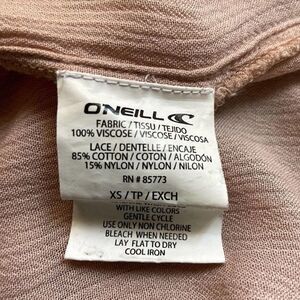 O'NEILL
FABRIC / TISSU / TEJIDO
100% VISCOSE / VISCOSE / VISCOSA
LACE / DENTELLE / ENCAJE
85% COTTON / COTON / ALGODÓN
15% NYLON / NYLON / NILON
RN # 85773
XS / TP / EXCH
WITH LIKE COLORS
GENTLE CYCLE
USE ONLY NON CHLORINE
BLEACH WHEN NEEDED
LAY FLAT TO DRY
COOL IRON